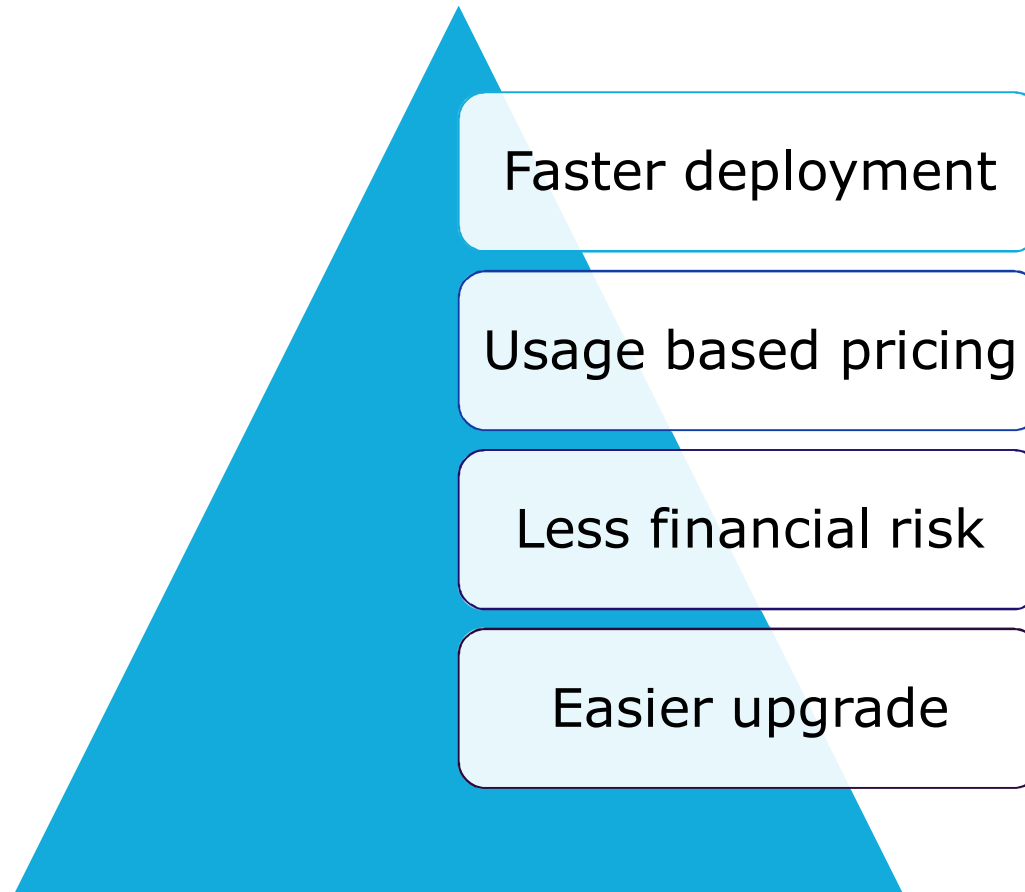 Faster deployment
Usage based pricing
Less financial risk
Easier upgrade